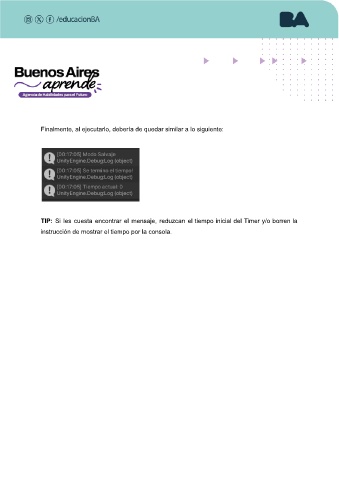 /educacionBA
BA
Buenos Aires
aprende
Agencia de Habilidades para el Futuro
Finalmente, al ejecutarlo, debería de quedar similar a lo siguiente:
[00:17:05] Modo Salvaje
UnityEngine.Debug:Log (object)
[00:17:05] Se termino el tiempo!
UnityEngine.Debug:Log (object)
[00:17:05] Tiempo actual: 0
UnityEngine.Debug:Log (object)
TIP: Si les cuesta encontrar el mensaje, reduzcan el tiempo inicial del Timer y/o borren la
instrucción de mostrar el tiempo por la consola.